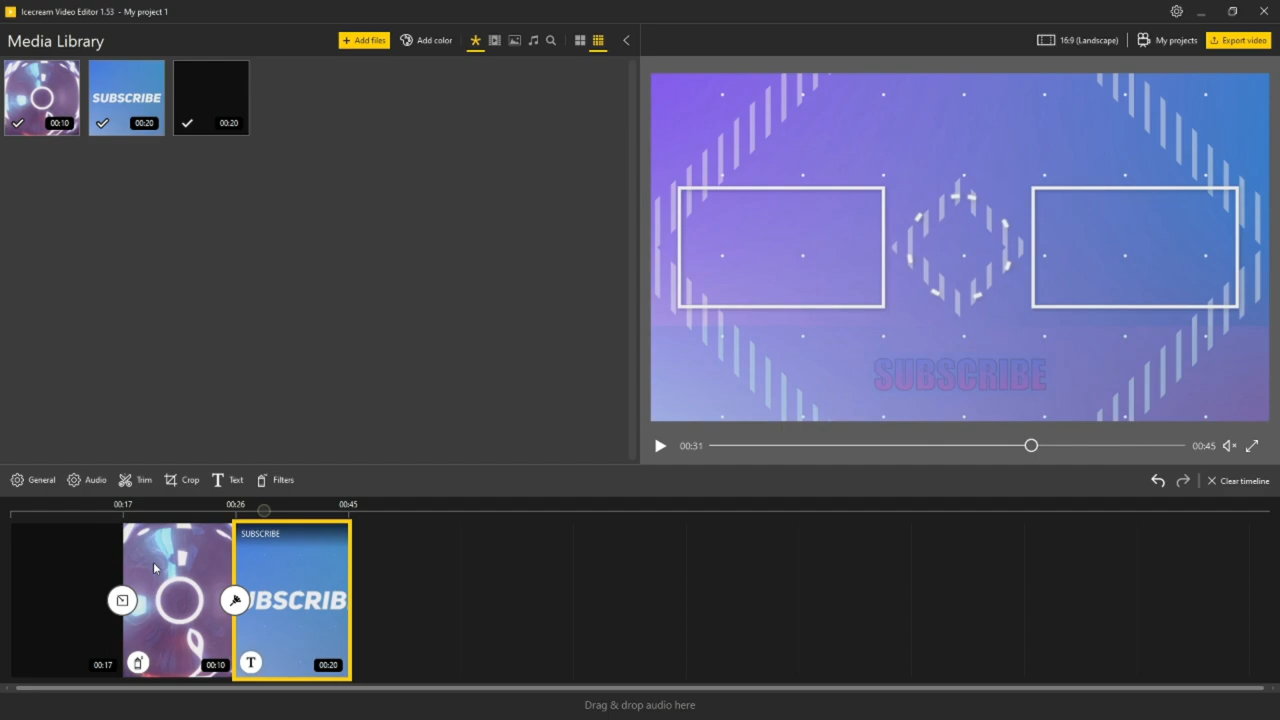 Icecream Video Editor 1.53 - My project 1
Media Library
Add files
Add color
16:9 (Landscape)
My projects
Export video
00:10
SUBSCRIBE
00:20
00:20
SUBSCRIBE
00:31
00:45
General
Audio
Trim
Crop
Text
Filters
Clear timeline
00:17
00:26
00:45
SUBSCRIBE
UBSCRIB
00:17
00:10
T
00:20
Drag & drop audio here